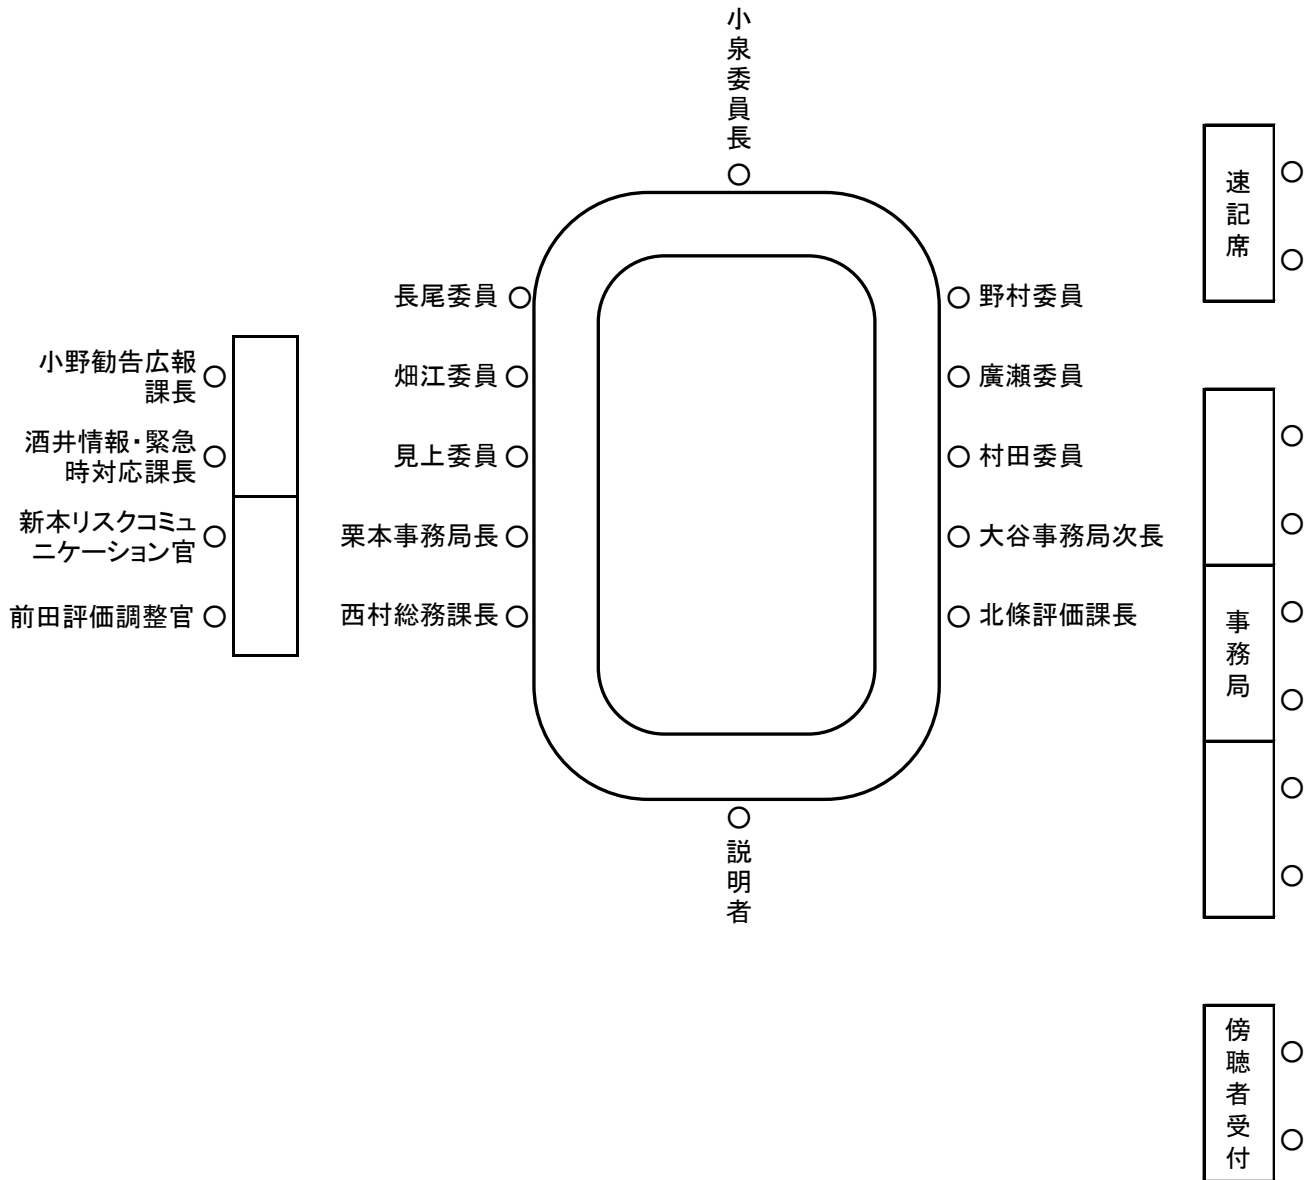 小泉委員長
速記席
長尾委員
野村委員
小野勧告広報
課長
畑江委員
廣瀬委員
酒井情報・緊急
時対応課長
見上委員
村田委員
新本リスクコミュ
ニケーション官
栗本事務局長
大谷事務局次長
前田評価調整官
西村総務課長
北條評価課長
事務局
説明者
傍聴者受付